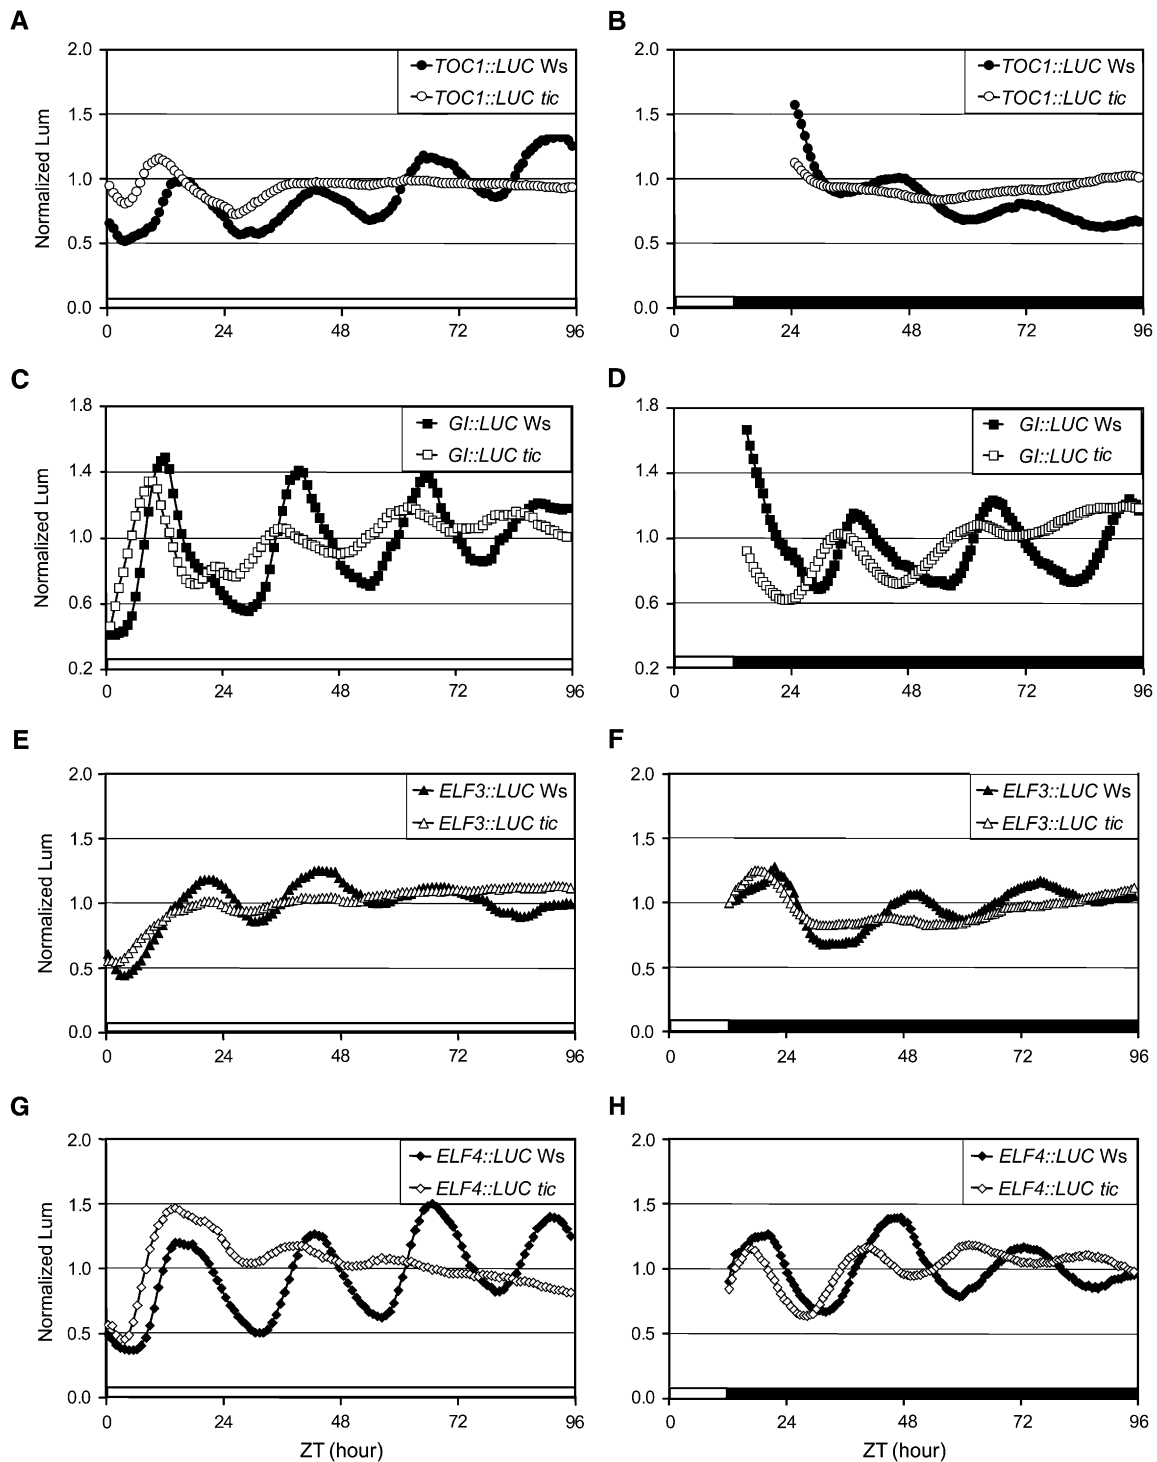 A
B
2.0
1.5
1.0
0.5
0.0
Normalized Lum
TOC1::LUC Ws
TOC1::LUC tic
0 24 48 72 96
2.0
1.5
1.0
0.5
0.0
TOC1::LUC Ws
TOC1::LUC tic
0 24 48 72 96
C
D
1.8
1.4
1.0
0.6
0.2
Normalized Lum
GI::LUC Ws
GI::LUC tic
0 24 48 72 96
1.8
1.4
1.0
0.6
0.2
GI::LUC Ws
GI::LUC tic
0 24 48 72 96
E
F
2.0
1.5
1.0
0.5
0.0
Normalized Lum
ELF3::LUC Ws
ELF3::LUC tic
0 24 48 72 96
2.0
1.5
1.0
0.5
0.0
ELF3::LUC Ws
ELF3::LUC tic
0 24 48 72 96
G
H
2.0
1.5
1.0
0.5
0.0
Normalized Lum
ELF4::LUC Ws
ELF4::LUC tic
0 24 48 72 96
ZT (hour)
2.0
1.5
1.0
0.5
0.0
ELF4::LUC Ws
ELF4::LUC tic
0 24 48 72 96
ZT (hour)